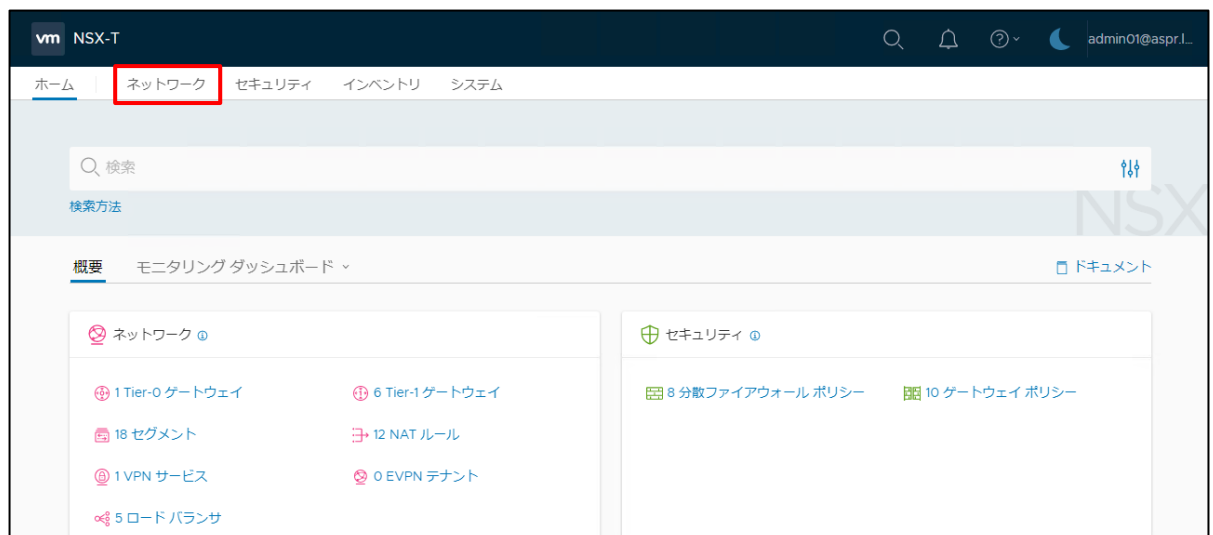 vm NSX-T admin01@aspr.l...
ホーム ネットワーク セキュリティ インベントリ システム
検索
検索方法
NSX
概要 モニタリング ダッシュボード ドキュメント
ネットワーク セキュリティ
1 Tier-0 ゲートウェイ 6 Tier-1 ゲートウェイ 8 分散ファイアウォール ポリシー 10 ゲートウェイ ポリシー
18 セグメント 12 NAT ルール
1 VPN サービス 0 EVPN テナント
5 ロード バランサ